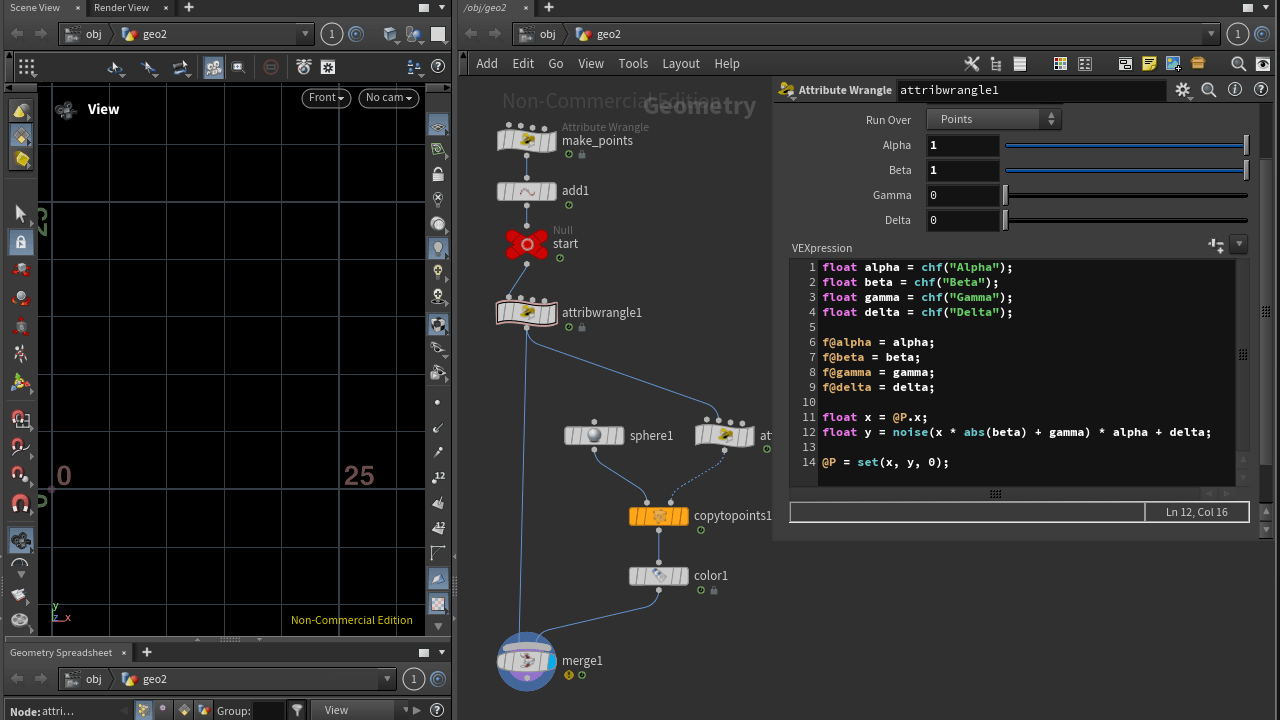 Scene View
Render View
/obj/geo2
obj
geo2
1
obj
geo2
1
Add
Edit
Go
View
Tools
Layout
Help
View
Front
No cam
0
25
y
z
x
Non-Commercial Edition
Non-Commercial Edition
Geometry
Attribute Wrangle
make_points
add1
Null
start
attribwrangle1
sphere1
att
copytopoints1
color1
merge1
Attribute Wrangle
attribwrangle1
Run Over
Points
Alpha
1
Beta
1
Gamma
0
Delta
0
VEXpression
1 float alpha = chf("Alpha");
2 float beta = chf("Beta");
3 float gamma = chf("Gamma");
4 float delta = chf("Delta");
5
6 f@alpha = alpha;
7 f@beta = beta;
8 f@gamma = gamma;
9 f@delta = delta;
10
11 float x = @P.x;
12 float y = noise(x * abs(beta) + gamma) * alpha + delta;
13
14 @P = set(x, y, 0);
Ln 12, Col 16
Geometry Spreadsheet
obj
geo2
1
Node: attri...
Group:
View